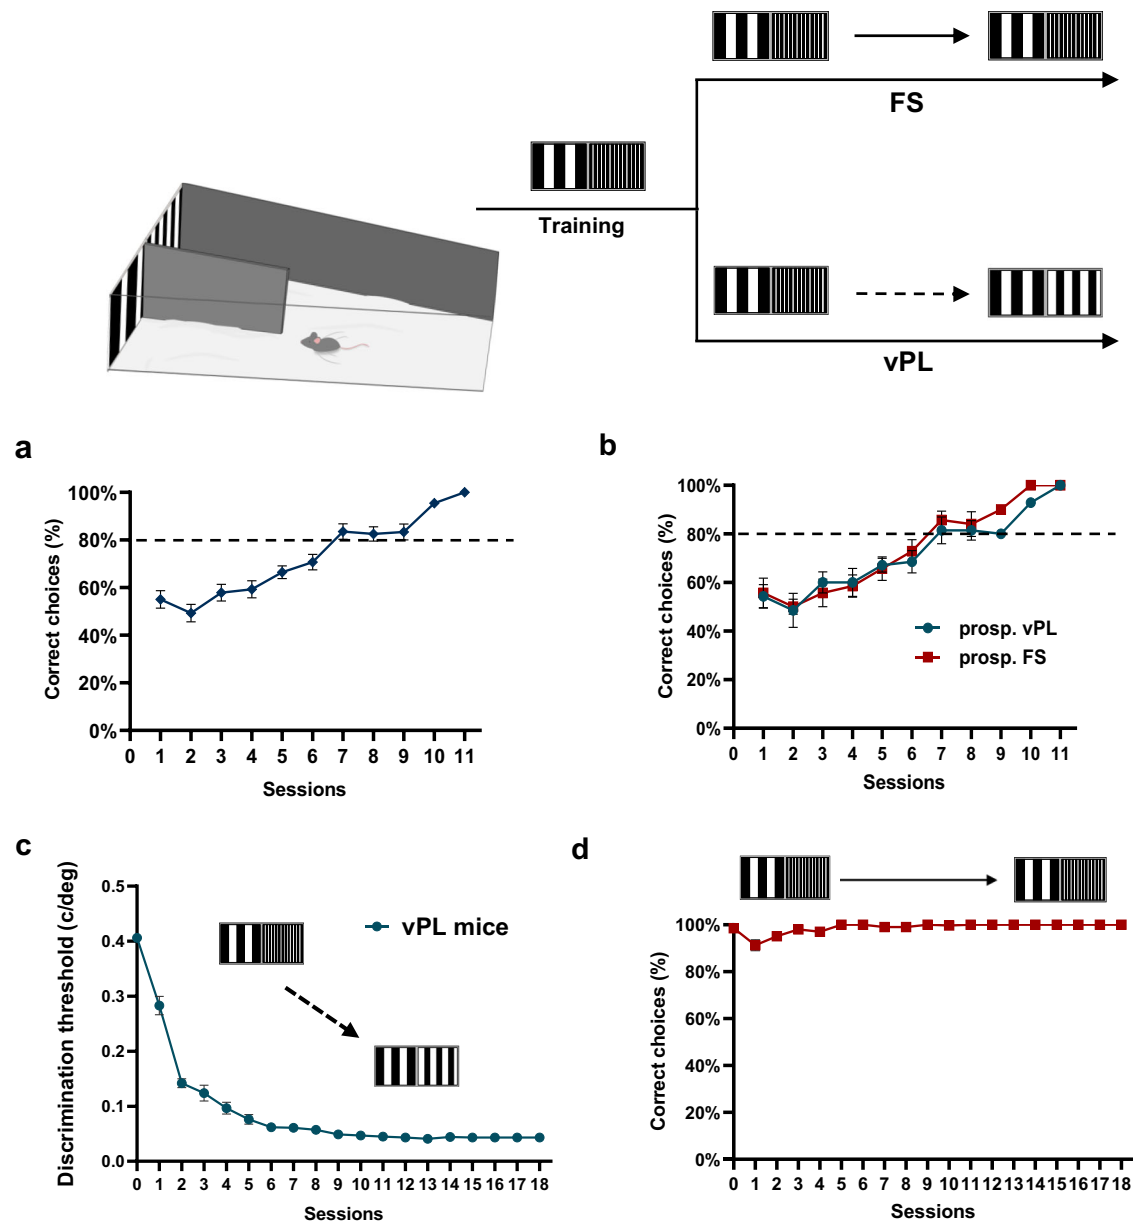 FS
Training
vPL
a
100%
80%
60%
40%
20%
0%
Correct choices (%)
0 1 2 3 4 5 6 7 8 9 10 11
Sessions
b
100%
80%
60%
40%
20%
0%
Correct choices (%)
prosp. vPL
prosp. FS
0 1 2 3 4 5 6 7 8 9 10 11
Sessions
c
0.5
0.4
0.3
0.2
0.1
0.0
Discrimination threshold (c/deg)
vPL mice
0 1 2 3 4 5 6 7 8 9 10 11 12 13 14 15 16 17 18
Sessions
d
100%
80%
60%
40%
20%
0%
Correct choices (%)
0 1 2 3 4 5 6 7 8 9 10 11 12 13 14 15 16 17 18
Sessions